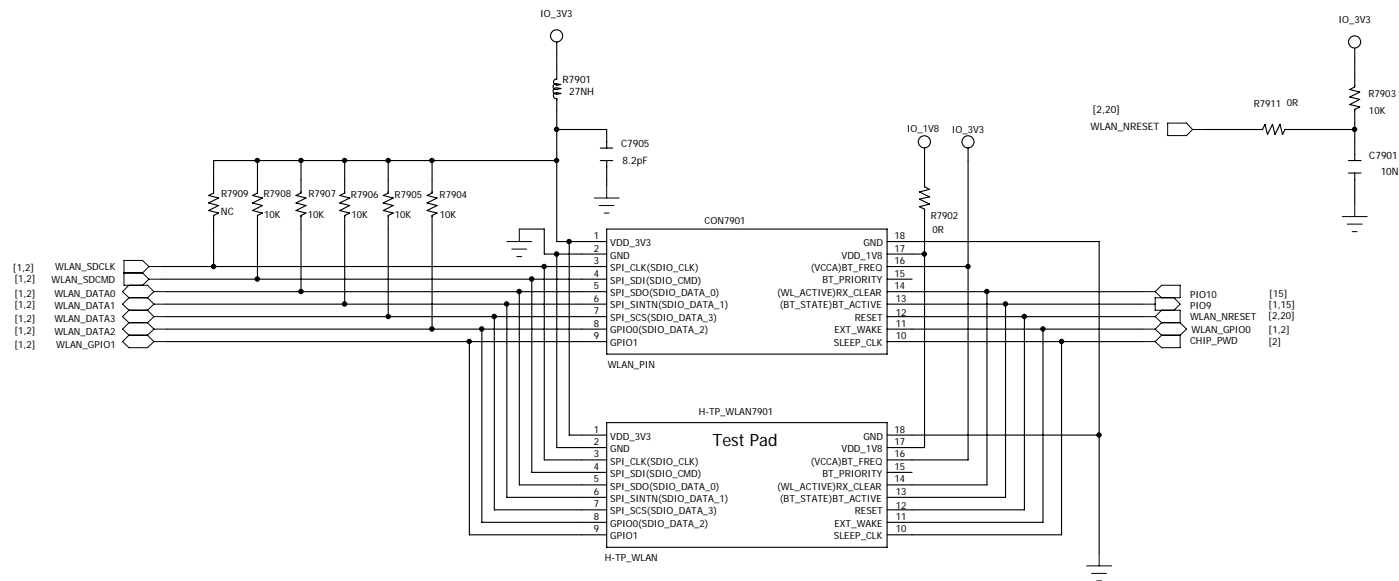 IO_3V3
R7901
27NH
C7905
8.2pF
IO_3V3
R7903
10K
[2,20]
WLAN_NRESET
R7911 0R
C7901
10N
IO_1V8 IO_3V3
R7902
0R
R7909
NC
R7908
10K
R7907
10K
R7906
10K
R7905
10K
R7904
10K
CON7901
1 VDD_3V3 GND 18
2 GND VDD_1V8 17
3 SPI_CLK(SDIO_CLK) (VCCA)BT_FREQ 16
4 SPI_SDI(SDIO_CMD) BT_PRIORITY 15
5 SPI_SDO(SDIO_DATA_0) (WL_ACTIVE)RX_CLEAR 14
6 SPI_SINTN(SDIO_DATA_1) (BT_STATE)BT_ACTIVE 13
7 SPI_SCS(SDIO_DATA_3) RESET 12
8 GPIO0(SDIO_DATA_2) EXT_WAKE 11
9 GPIO1 SLEEP_CLK 10
WLAN_PIN
[1,2] WLAN_SDCLK
[1,2] WLAN_SDCMD
[1,2] WLAN_DATA0
[1,2] WLAN_DATA1
[1,2] WLAN_DATA3
[1,2] WLAN_DATA2
[1,2] WLAN_GPIO1
PIO10 [15]
PIO9 [1,15]
WLAN_NRESET [2,20]
WLAN_GPIO0 [1,2]
CHIP_PWD [2]
H-TP_WLAN7901
Test Pad
1 VDD_3V3 GND 18
2 GND VDD_1V8 17
3 SPI_CLK(SDIO_CLK) (VCCA)BT_FREQ 16
4 SPI_SDI(SDIO_CMD) BT_PRIORITY 15
5 SPI_SDO(SDIO_DATA_0) (WL_ACTIVE)RX_CLEAR 14
6 SPI_SINTN(SDIO_DATA_1) (BT_STATE)BT_ACTIVE 13
7 SPI_SCS(SDIO_DATA_3) RESET 12
8 GPIO0(SDIO_DATA_2) EXT_WAKE 11
9 GPIO1 SLEEP_CLK 10
H-TP_WLAN